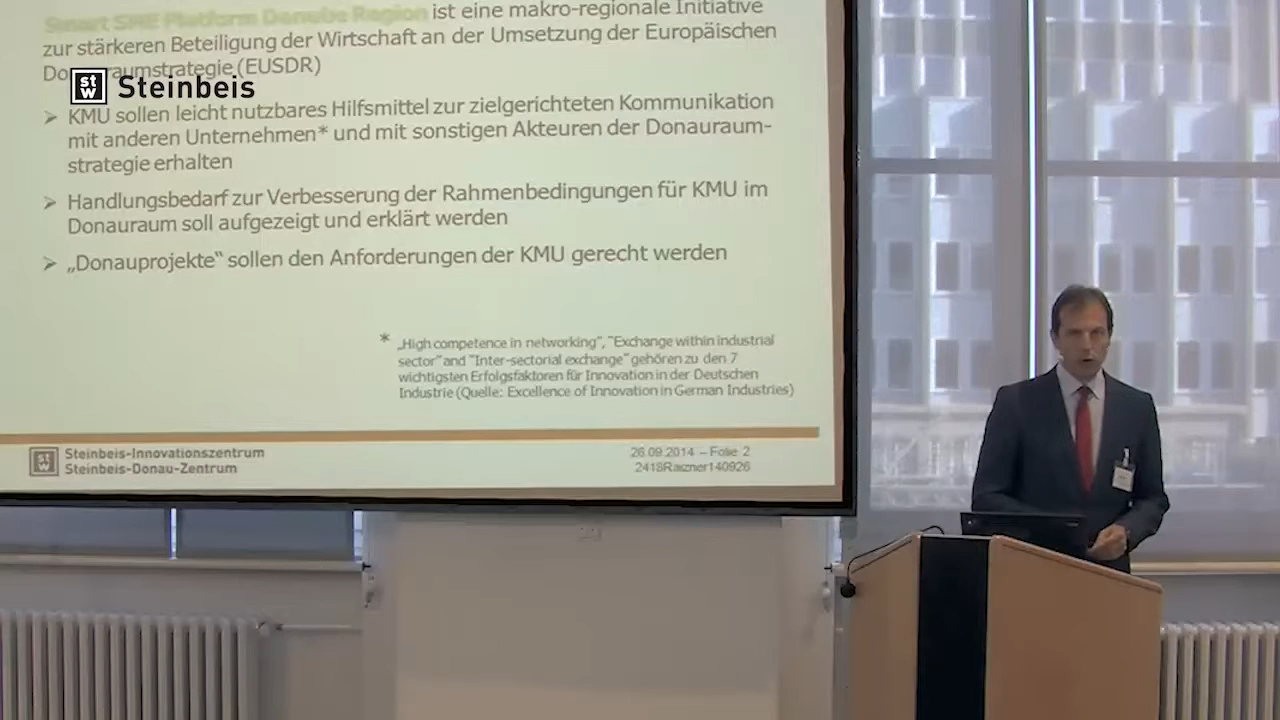 Smart SME Platform Danube Region ist eine makro-regionale Initiative
zur stärkeren Beteiligung der Wirtschaft an der Umsetzung der Europäischen
raumstrategie (EUSDR)
stw Steinbeis
➢ KMU sollen leicht nutzbares Hilfsmittel zur zielgerichteten Kommunikation
mit anderen Unternehmen* und mit sonstigen Akteuren der Donauraum-
strategie erhalten
➢ Handlungsbedarf zur Verbesserung der Rahmenbedingungen für KMU im
Donauraum soll aufgezeigt und erklärt werden
➢ „Donauprojekte“ sollen den Anforderungen der KMU gerecht werden
* „High competence in networking“, “Exchange within industrial
sector“ and “Inter-sectorial exchange“ gehören zu den 7
wichtigsten Erfolgsfaktoren für Innovation in der Deutschen
Industrie (Quelle: Excellence of Innovation in German Industries)
Steinbeis-Innovationszentrum
Steinbeis-Donau-Zentrum
26.09.2014 – Folie 2
2418Raizner140926